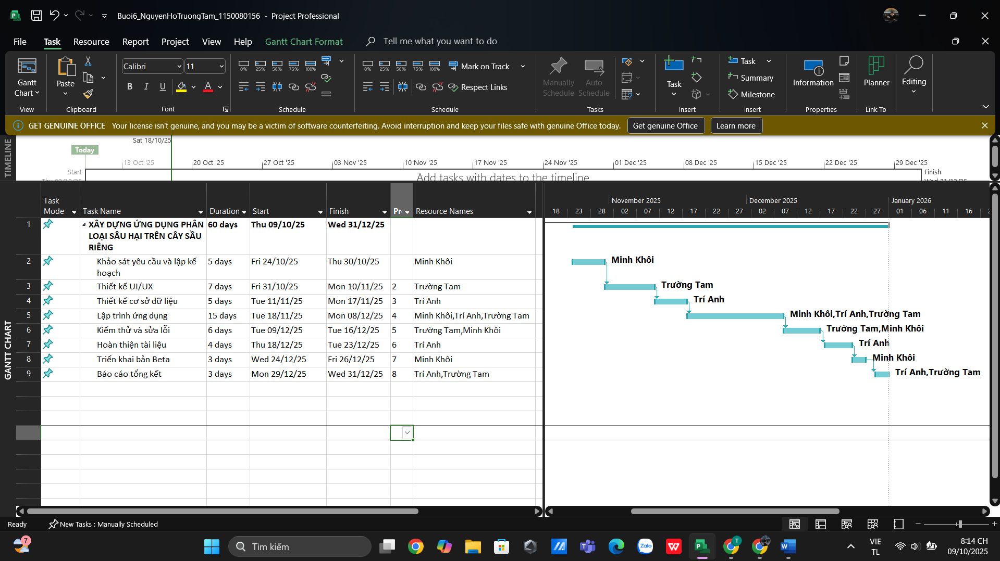 Buoi6_NguyenHoTruongTam_1150080156 - Project Professional
File Task Resource Report Project View Help Gantt Chart Format Tell me what you want to do
Gantt Chart
View
Paste
Clipboard
Calibri 11
B I U A
Font
0% 25% 50% 75% 100%
Schedule
0% 25% 50% 75% 100% Mark on Track
Respect Links
Schedule
Manually Schedule
Auto Schedule
Tasks
Task
Insert
Task
Summary
Milestone
Insert
Information
Properties
Planner
Link To
Editing
GET GENUINE OFFICE Your license isn't genuine, and you may be a victim of software counterfeiting. Avoid interruption and keep your files safe with genuine Office today. Get genuine Office Learn more
TIMELINE
Sat 18/10/25
Today
13 Oct '25 20 Oct '25 27 Oct '25 03 Nov '25 10 Nov '25 17 Nov '25 24 Nov '25 01 Dec '25 08 Dec '25 15 Dec '25 22 Dec '25 29 Dec '25
Start
Thu 09/10/25
Add tasks with dates to the timeline
Finish
Wed 31/12/25
GANTT CHART
Task Mode Task Name Duration Start Finish Pr Resource Names
November 2025 December 2025 January 2026
18 23 28 02 07 12 17 22 27 02 07 12 17 22 27 01 06 11 16
1 XÂY DỰNG ỨNG DỤNG PHÂN LOẠI SÂU HẠI TRÊN CÂY SẦU RIÊNG 60 days Thu 09/10/25 Wed 31/12/25
2 Khảo sát yêu cầu và lập kế hoạch 5 days Fri 24/10/25 Thu 30/10/25 Minh Khôi
3 Thiết kế UI/UX 7 days Fri 31/10/25 Mon 10/11/25 2 Trường Tam
4 Thiết kế cơ sở dữ liệu 5 days Tue 11/11/25 Mon 17/11/25 3 Trí Anh
5 Lập trình ứng dụng 15 days Tue 18/11/25 Mon 08/12/25 4 Minh Khôi,Trí Anh,Trường Tam
6 Kiểm thử và sửa lỗi 6 days Tue 09/12/25 Tue 16/12/25 5 Trường Tam,Minh Khôi
7 Hoàn thiện tài liệu 4 days Thu 18/12/25 Tue 23/12/25 6 Trí Anh
8 Triển khai bản Beta 3 days Wed 24/12/25 Fri 26/12/25 7 Minh Khôi
9 Báo cáo tổng kết 3 days Mon 29/12/25 Wed 31/12/25 8 Trí Anh,Trường Tam
Minh Khôi
Trường Tam
Trí Anh
Minh Khôi,Trí Anh,Trường Tam
Trường Tam,Minh Khôi
Trí Anh
Minh Khôi
Trí Anh,Trường Tam
Ready New Tasks : Manually Scheduled
7
Tìm kiếm
Zalo
VIE
TL
8:14 CH
09/10/2025